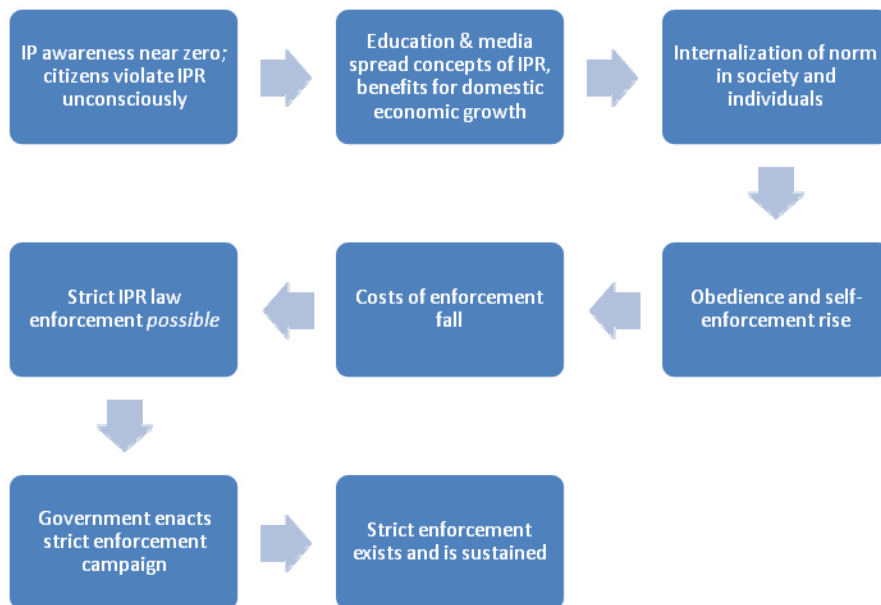 IP awareness near zero;
citizens violate IPR
unconsciously
Education & media
spread concepts of IPR,
benefits for domestic
economic growth
Internalization of norm
in society and
individuals
Obedience and self-
enforcement rise
Costs of enforcement
fall
Strict IPR law
enforcement possible
Government enacts
strict enforcement
campaign
Strict enforcement
exists and is sustained